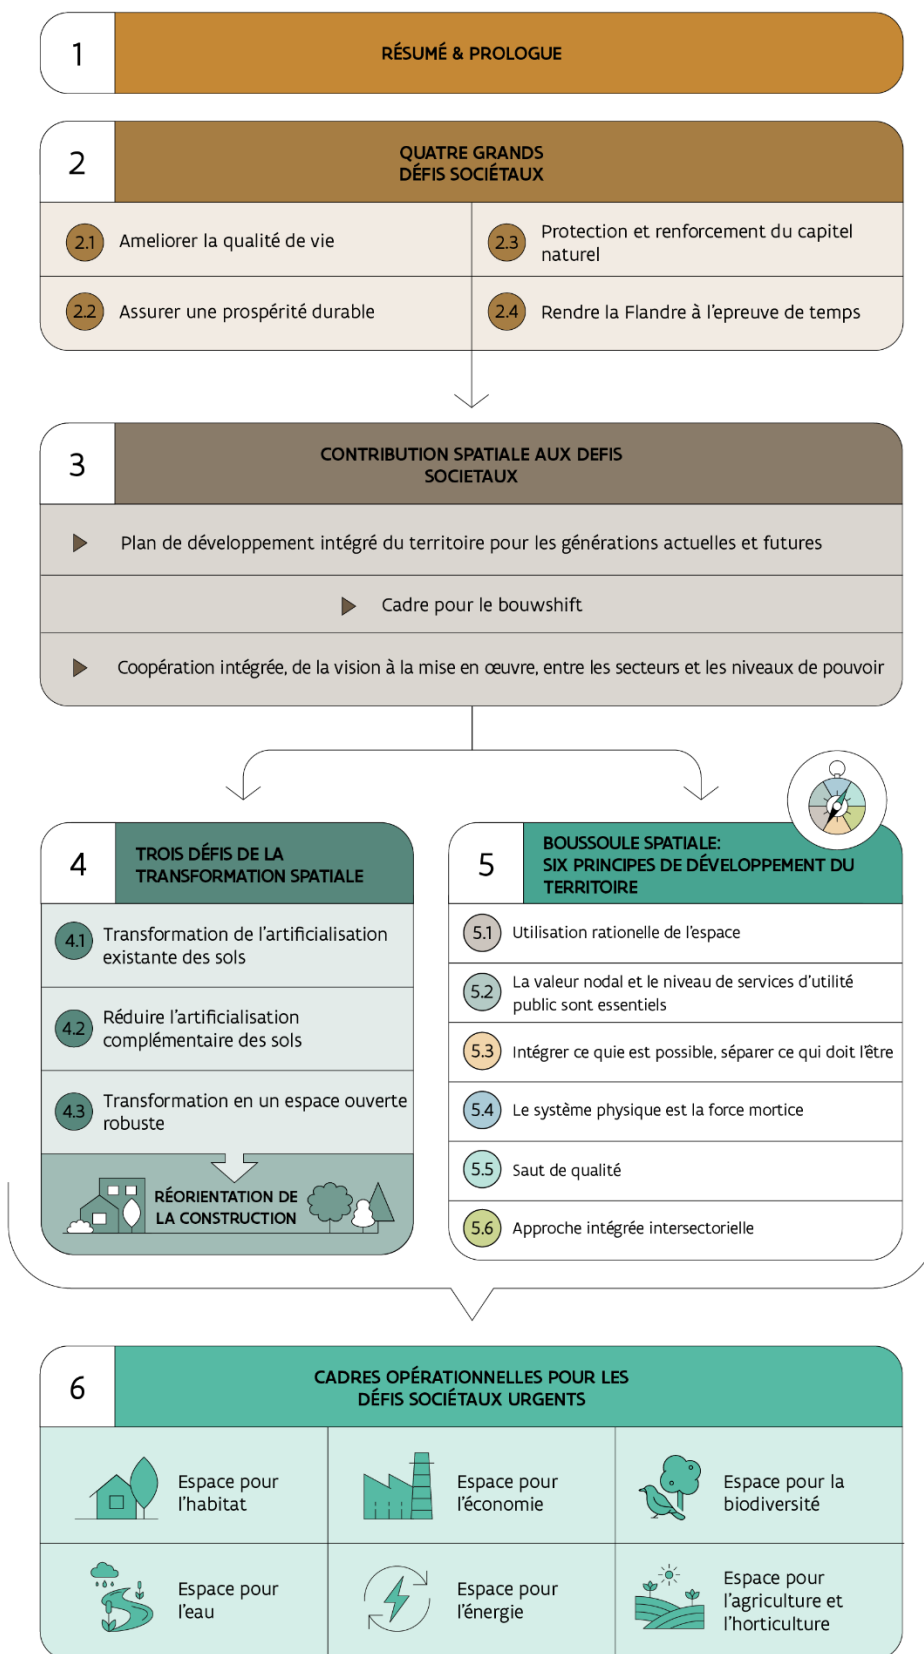 1
RÉSUMÉ & PROLOGUE
2
QUATRE GRANDS
DÉFIS SOCIÉTAUX
2.1
Ameliorer la qualité de vie
2.3
Protection et renforcement du capitel
naturel
2.2
Assurer une prospérité durable
2.4
Rendre la Flandre à l'epreuve de temps
3
CONTRIBUTION SPATIALE AUX DEFIS
SOCIETAUX
Plan de développement intégré du territoire pour les générations actuelles et futures
Cadre pour le bouwshift
Coopération intégrée, de la vision à la mise en œuvre, entre les secteurs et les niveaux de pouvoir
4
TROIS DÉFIS DE LA
TRANSFORMATION SPATIALE
4.1
Transformation de l'artificialisation
existante des sols
4.2
Réduire l'artificialisation
complémentaire des sols
4.3
Transformation en un espace ouverte
robuste
RÉORIENTATION DE
LA CONSTRUCTION
5
BOUSSOULE SPATIALE:
SIX PRINCIPES DE DÉVELOPPEMENT DU
TERRITOIRE
5.1
Utilisation rationelle de l'espace
5.2
La valeur nodal et le niveau de services d'utilité
public sont essentiels
5.3
Intégrer ce quie est possible, séparer ce qui doit l'être
5.4
Le système physique est la force mortice
5.5
Saut de qualité
5.6
Approche intégrée intersectorielle
6
CADRES OPÉRATIONNELLES POUR LES
DÉFIS SOCIÉTAUX URGENTS
Espace pour
l'habitat
Espace pour
l'économie
Espace pour la
biodiversité
Espace pour
l'eau
Espace pour
l'énergie
Espace pour
l'agriculture et
l'horticulture